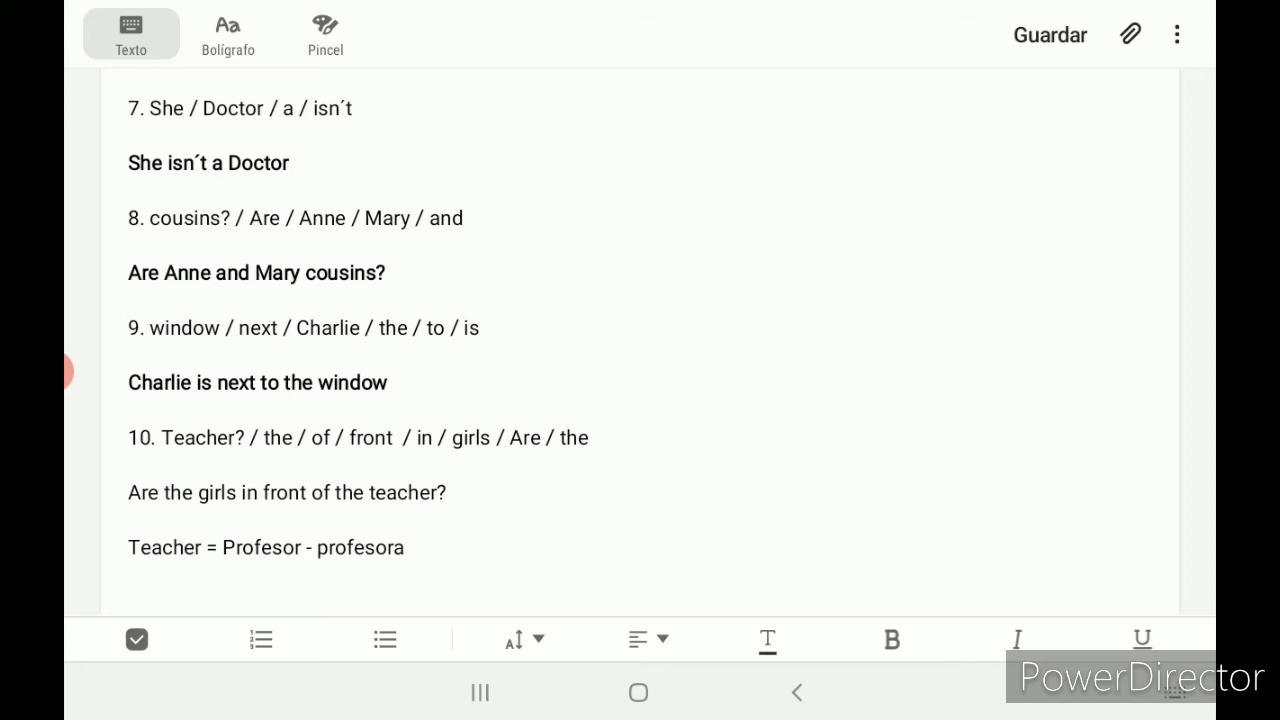 Texto
Bolígrafo
Pincel
Guardar
7. She / Doctor / a / isn´t
She isn´t a Doctor
8. cousins? / Are / Anne / Mary / and
Are Anne and Mary cousins?
9. window / next / Charlie / the / to / is
Charlie is next to the window
10. Teacher? / the / of / front / in / girls / Are / the
Are the girls in front of the teacher?
Teacher = Profesor - profesora
PowerDirector